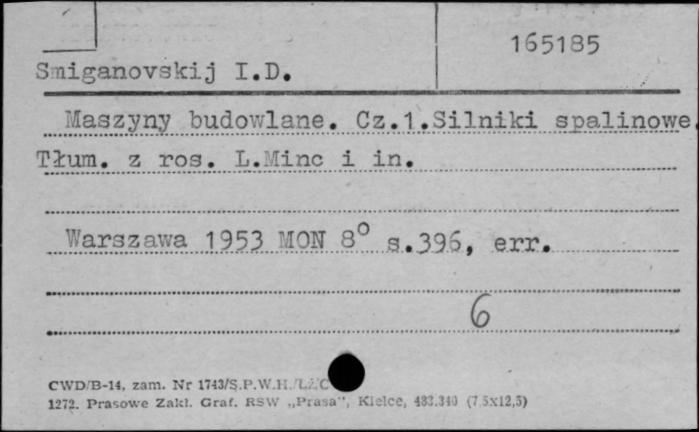 165185
Smiganovskij I.D.
Maszyny budowlane. Cz.1.Silniki spalinowe.
Tłum. z ros. L.Minc i in.
Warszawa 1953 MON 8° s.396, err.
6
CWD/B-14, zam. Nr 1743/S.P.W.H.
1272. Prasowe Zakł. Graf. RSW „Prasa", Kielce, 483.340 (7,5x12,5)